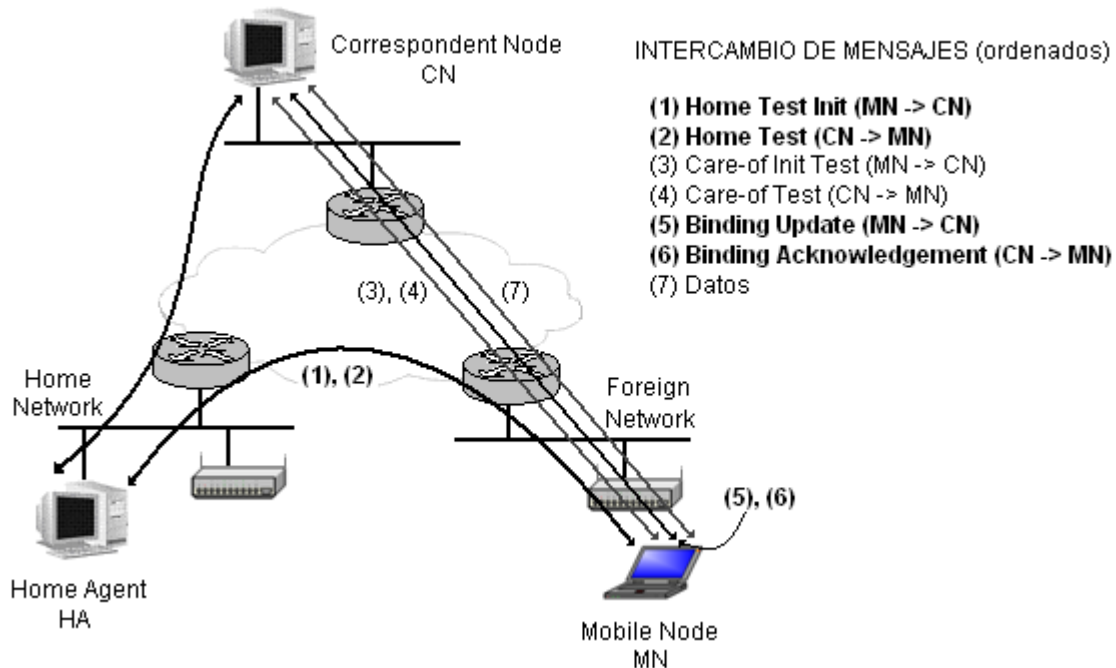 Correspondent Node
CN
INTERCAMBIO DE MENSAJES (ordenados)
(1) Home Test Init (MN -> CN)
(2) Home Test (CN -> MN)
(3) Care-of Init Test (MN -> CN)
(4) Care-of Test (CN -> MN)
(5) Binding Update (MN -> CN)
(6) Binding Acknowledgement (CN -> MN)
(7) Datos
(3), (4)
(7)
(1), (2)
Home
Network
Foreign
Network
(5), (6)
Home Agent
HA
Mobile Node
MN